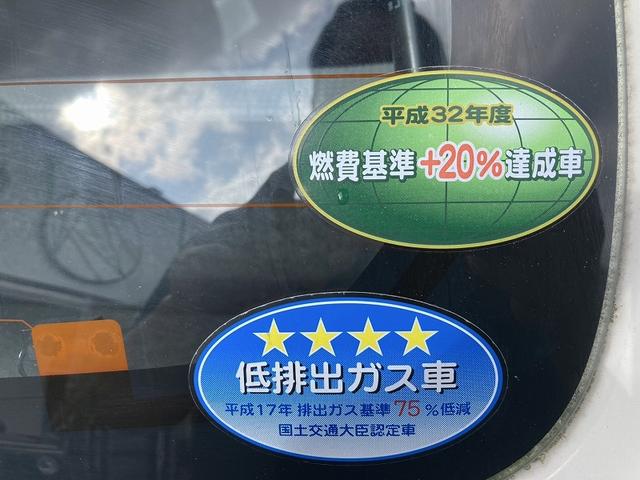 平成32年度
燃費基準+20%達成車
低排出ガス車
平成17年 排出ガス基準 75 %低減
国土交通大臣認定車